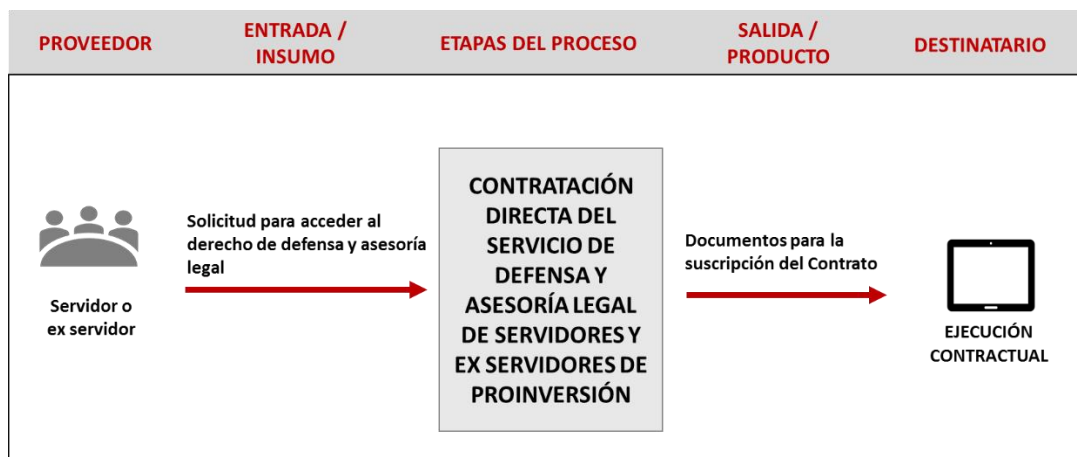 PROVEEDOR
ENTRADA /
INSUMO
ETAPAS DEL PROCESO
SALIDA /
PRODUCTO
DESTINATARIO
Servidor o
ex servidor
Solicitud para acceder al
derecho de defensa y asesoría
legal
CONTRATACIÓN
DIRECTA DEL
SERVICIO DE
DEFENSA Y
ASESORÍA LEGAL
DE SERVIDORES Y
EX SERVIDORES DE
PROINVERSIÓN
Documentos para la
suscripción del Contrato
EJECUCIÓN
CONTRACTUAL